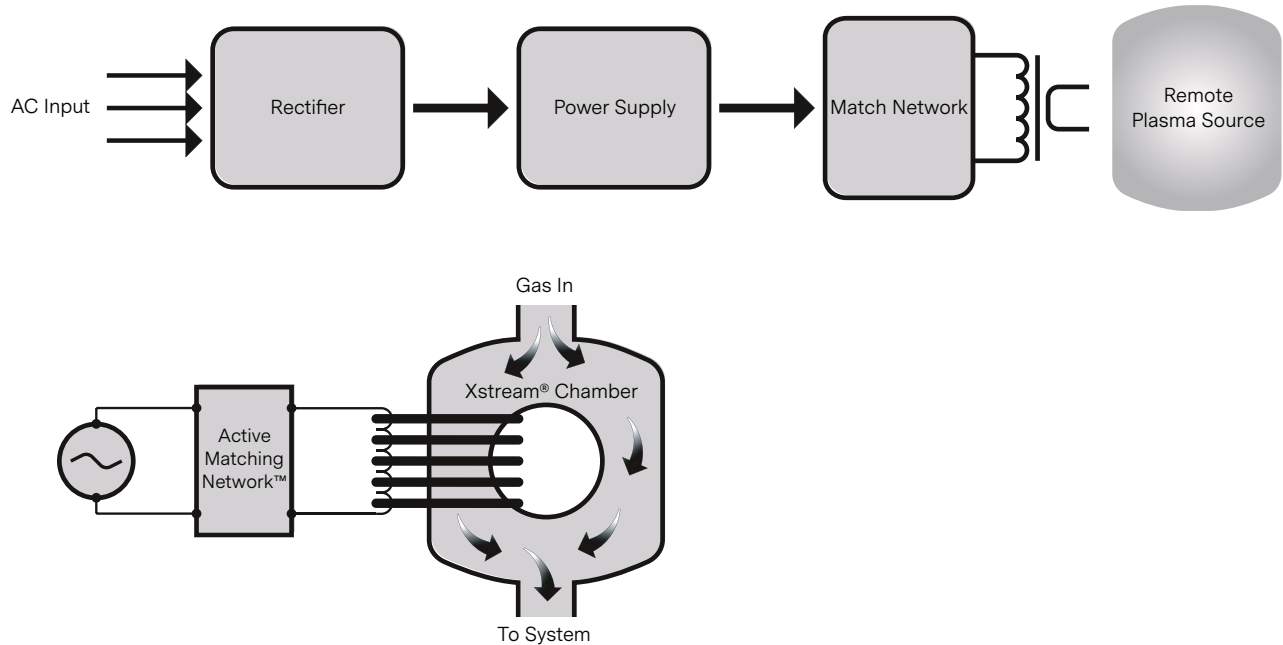 AC Input
Rectifier
Power Supply
Match Network
Remote
Plasma Source
Gas In
Xstream® Chamber
Active
Matching
Network™
To System